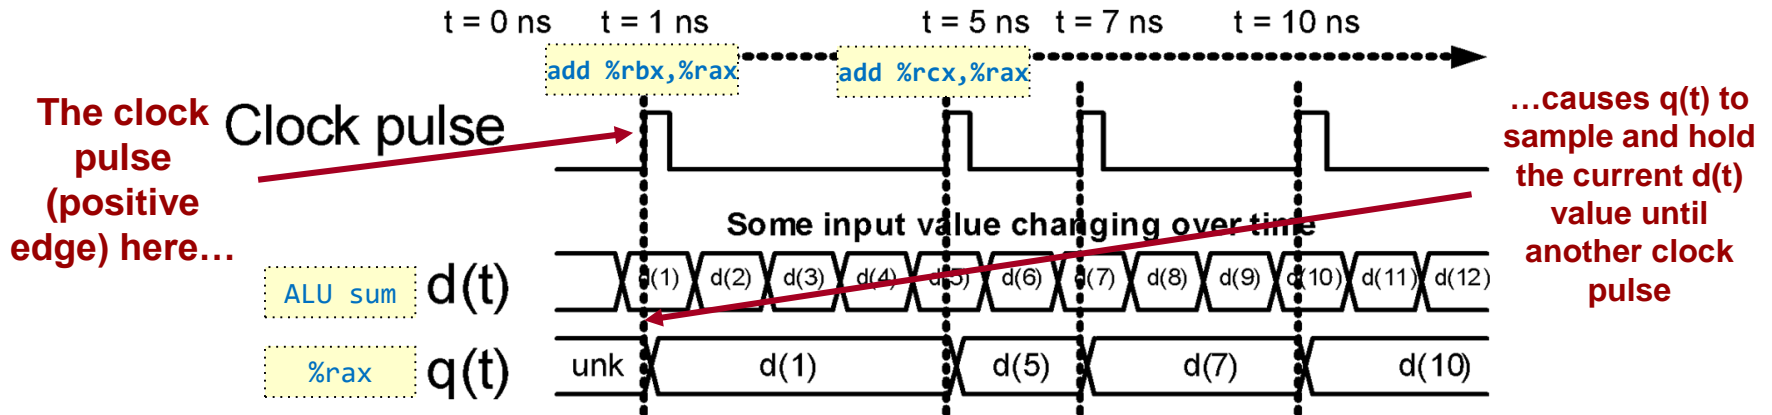 t = 0 ns t = 1 ns t = 5 ns t = 7 ns t = 10 ns
add %rbx,%rax add %rcx,%rax
The clock
pulse
(positive
edge) here…
Clock pulse
…causes q(t) to
sample and hold
the current d(t)
value until
another clock
pulse
Some input value changing over time
ALU sum d(t) d(1) d(2) d(3) d(4) d(5) d(6) d(7) d(8) d(9) d(10) d(11) d(12)
%rax q(t) unk d(1) d(5) d(7) d(10)